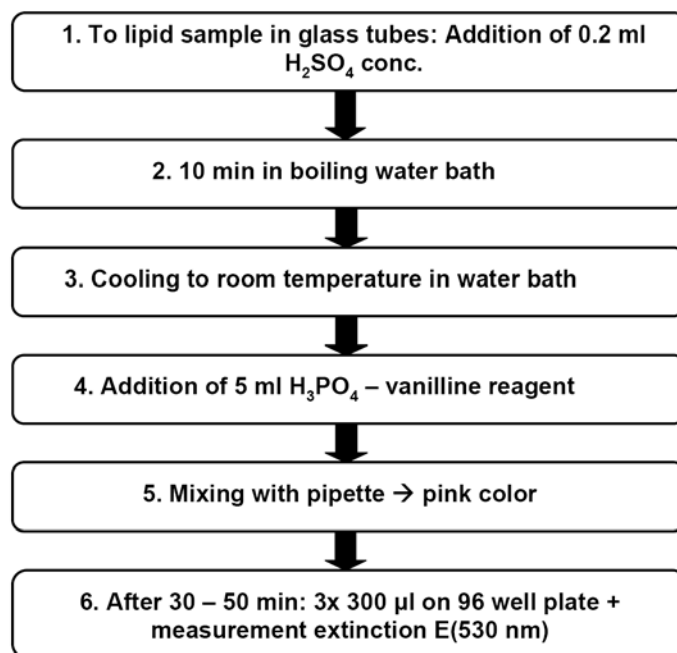 1. To lipid sample in glass tubes: Addition of 0.2 ml
H₂SO₄ conc.
2. 10 min in boiling water bath
3. Cooling to room temperature in water bath
4. Addition of 5 ml H₃PO₄ – vanilline reagent
5. Mixing with pipette → pink color
6. After 30 – 50 min: 3x 300 µl on 96 well plate +
measurement extinction E(530 nm)